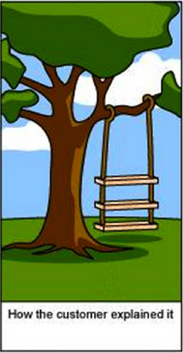 How the customer explained it